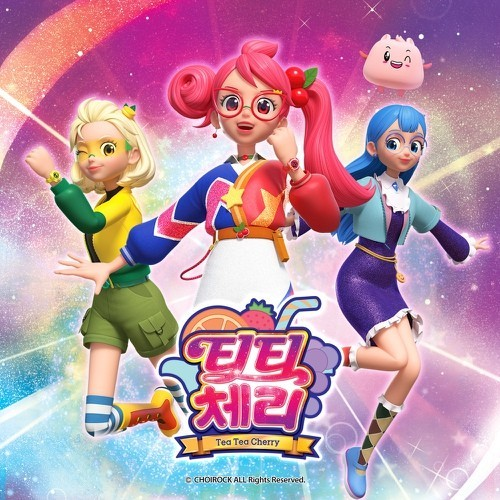 티티
체리
Tea Tea Cherry
© CHOIROCK ALL Rights Reserved.